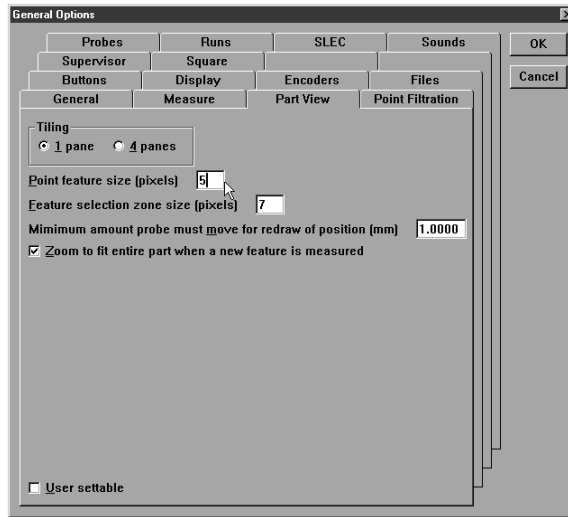 General Options
Probes Runs SLEC Sounds OK
Supervisor Square
Buttons Display Encoders Files Cancel
General Measure Part View Point Filtration
Tiling
1 pane 4 panes
Point feature size (pixels) 5
Feature selection zone size (pixels) 7
Mimimum amount probe must move for redraw of position (mm) 1.0000
Zoom to fit entire part when a new feature is measured
User settable